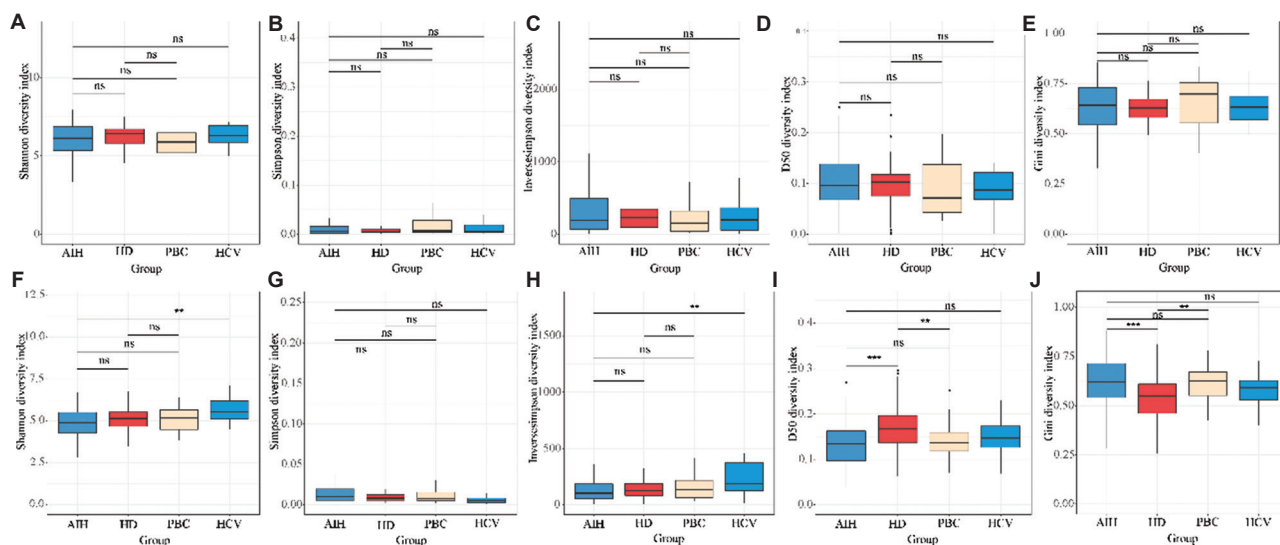 A
ns
ns
ns
ns
10
5
0
Shannon diversity index
AIH HD PBC HCV
Group
B
ns
ns
ns
ns
0.4
0.3
0.2
0.1
0.0
Simpson diversity index
AIH HD PBC HCV
Group
C
ns
ns
ns
ns
2000
1000
0
Inversesimpson diversity index
AIH HD PBC HCV
Group
D
ns
ns
ns
ns
0.3
0.2
0.1
0.0
D50 diversity index
AIH HD PBC HCV
Group
E
ns
ns
ns
ns
1.00
0.75
0.50
0.25
0.00
Gini diversity index
AIH HD PBC HCV
Group
F
**
ns
ns
ns
12.5
10.0
7.5
5.0
2.5
0.0
Shannon diversity index
AIH HD PBC HCV
Group
G
ns
ns
ns
ns
0.25
0.20
0.15
0.10
0.05
0.00
Simpson diversity index
AIH HD PBC HCV
Group
H
**
ns
ns
ns
1500
1000
500
0
Inversesimpson diversity index
AIH HD PBC HCV
Group
I
ns
**
ns
***
0.4
0.3
0.2
0.1
0.0
D50 diversity index
AIH HD PBC HCV
Group
J
ns
**
ns
***
1.00
0.75
0.50
0.25
0.00
Gini diversity index
AIH HD PBC HCV
Group